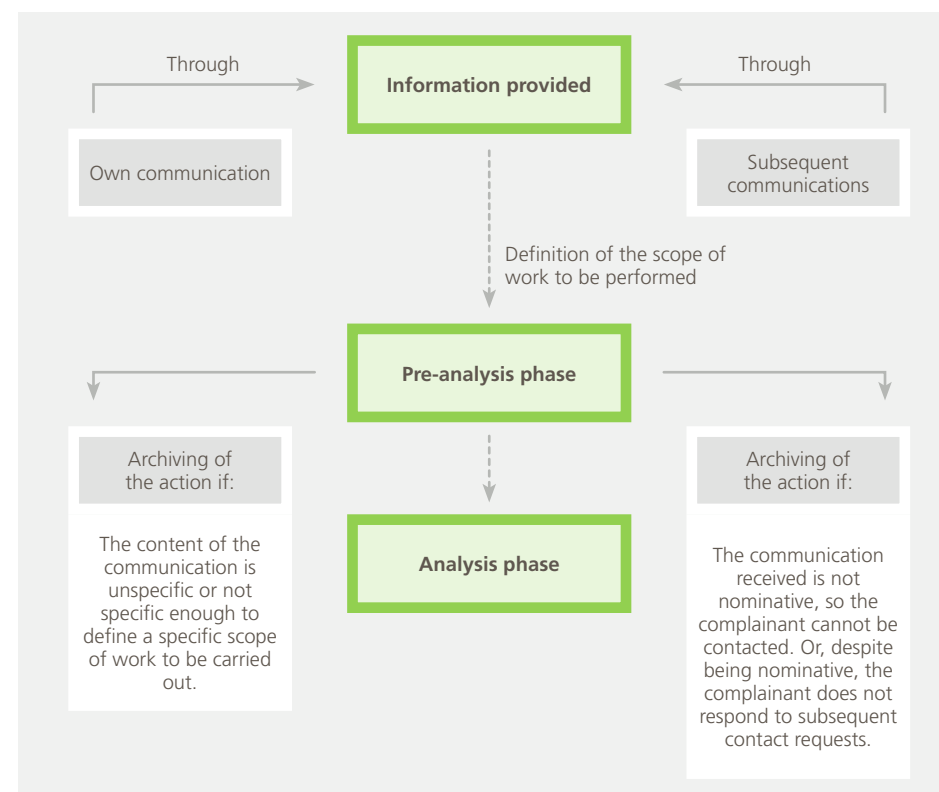 Through
Information provided
Through
Own communication
Subsequent
communications
Definition of the scope of
work to be performed
Pre-analysis phase
Archiving of
the action if:
The content of the
communication is
unspecific or not
specific enough to
define a specific scope
of work to be carried
out.
Analysis phase
Archiving of
the action if:
The communication
received is not
nominative, so the
complainant cannot be
contacted. Or, despite
being nominative, the
complainant does not
respond to subsequent
contact requests.